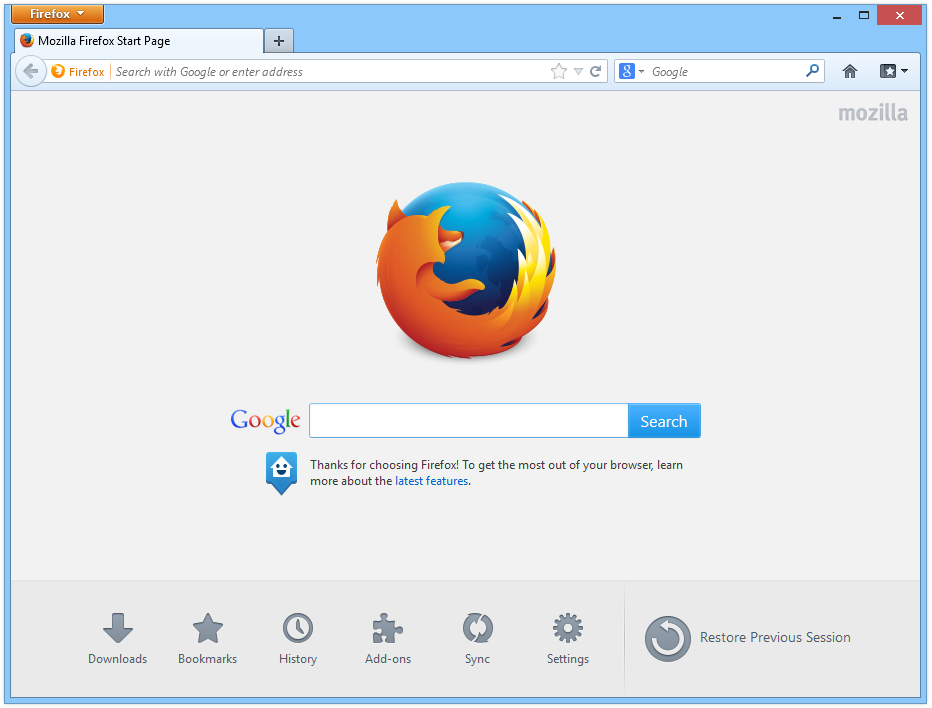 Firefox
Mozilla Firefox Start Page
Firefox Search with Google or enter address
8 Google
mozilla
Google
Search
Thanks for choosing Firefox! To get the most out of your browser, learn
more about the latest features.
Downloads
Bookmarks
History
Add-ons
Sync
Settings
Restore Previous Session